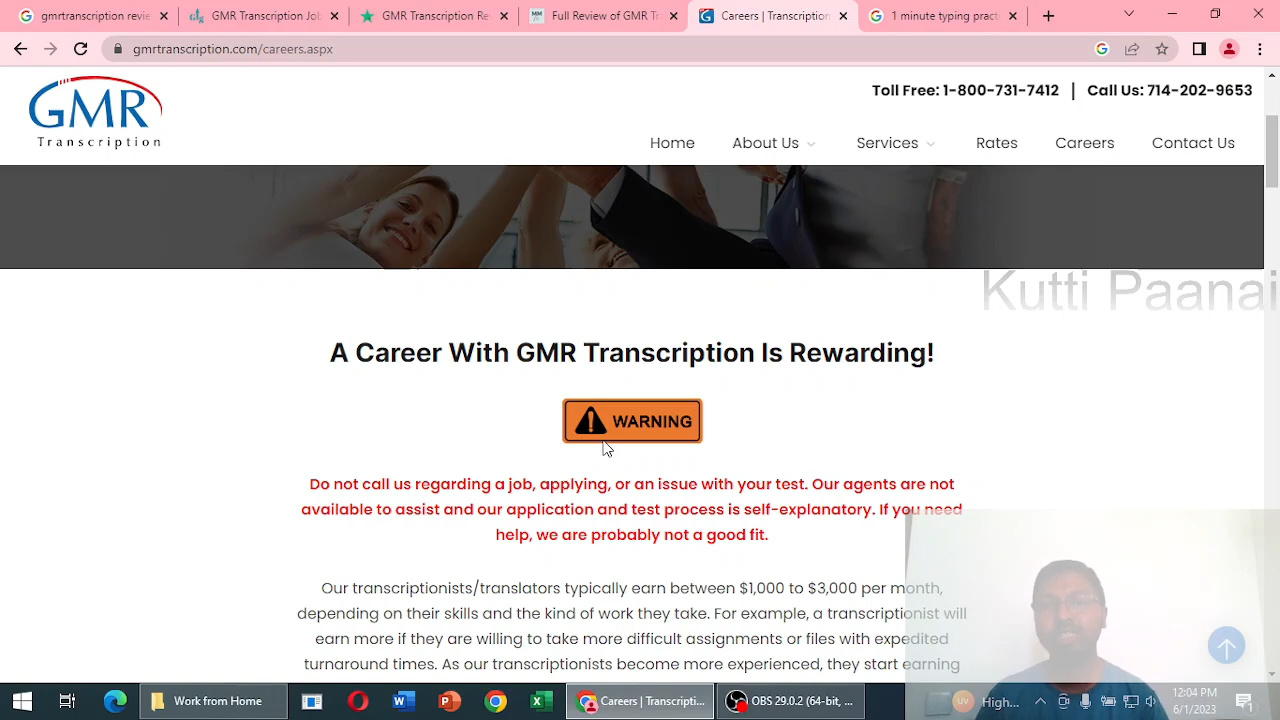 gmrtranscription revie
GMR Transcription Job
GMR Transcription Re
Full Review of GMR Tr
Careers | Transcription
1 minute typing pract
gmrtranscription.com/careers.aspx
GMR
Transcription
Toll Free: 1-800-731-7412 | Call Us: 714-202-9653
Home About Us Services Rates Careers Contact Us
Kutti Paanai
A Career With GMR Transcription Is Rewarding!
WARNING
Do not call us regarding a job, applying, or an issue with your test. Our agents are not
available to assist and our application and test process is self-explanatory. If you need
help, we are probably not a good fit.
Our transcriptionists/translators typically earn between $1,000 to $3,000 per month,
depending on their skills and the kind of work they take. For example, a transcriptionist will
earn more if they are willing to take more difficult assignments or files with expedited
turnaround times. As our transcriptionists become more experienced, they start earning
Work from Home
Careers | Transcripti...
OBS 29.0.2 (64-bit, ...
UV
High...
12:04 PM
6/1/2023